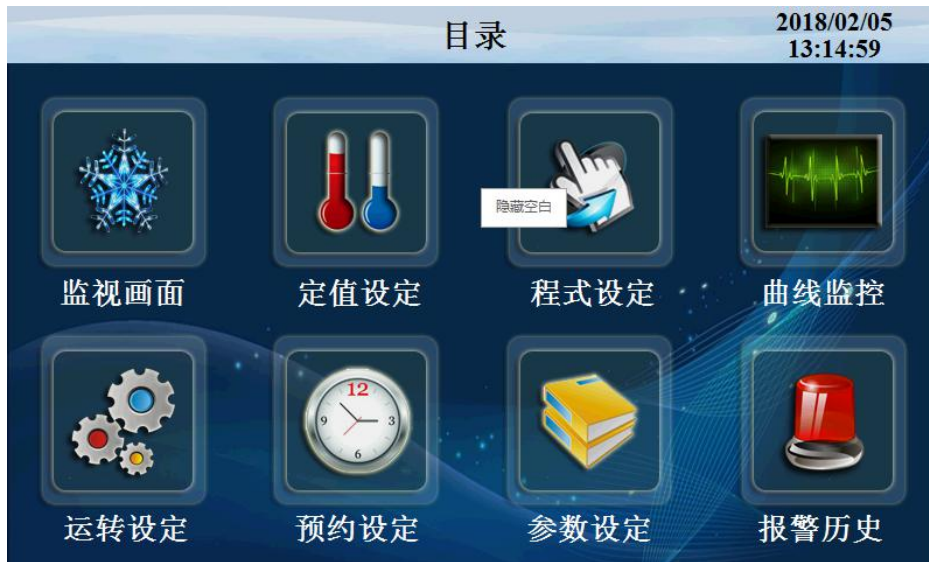 目录
2018/02/05
13:14:59
隐藏空白
监视画面
定值设定
程式设定
曲线监控
12
9
3
6
运转设定
预约设定
参数设定
报警历史